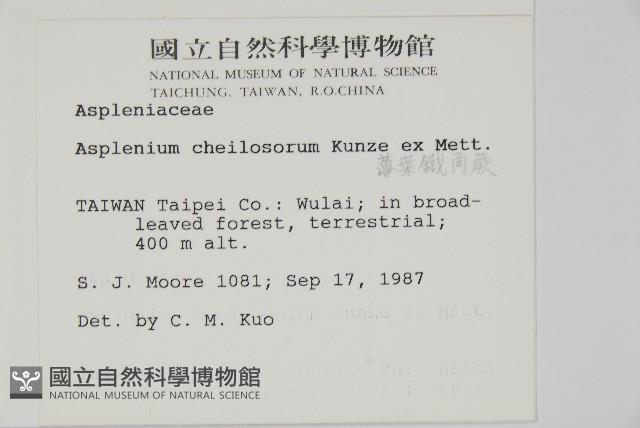 國立自然科學博物館
NATIONAL MUSEUM OF NATURAL SCIENCE
TAICHUNG, TAIWAN, R.O.CHINA
Aspleniaceae
Asplenium cheilosorum Kunze ex Mett.
薄葉鐵角蕨
TAIWAN Taipei Co.: Wulai; in broad-
leaved forest, terrestrial;
400 m alt.
S. J. Moore 1081; Sep 17, 1987
Det. by C. M. Kuo
國立自然科學博物館
NATIONAL MUSEUM OF NATURAL SCIENCE